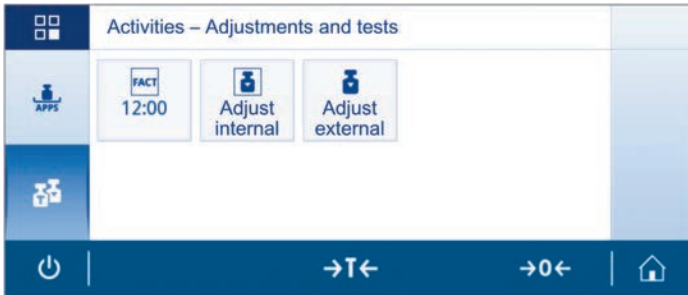 Activities – Adjustments and tests
APPS
FACT
12:00
Adjust
internal
Adjust
external
T
→T←
→0←